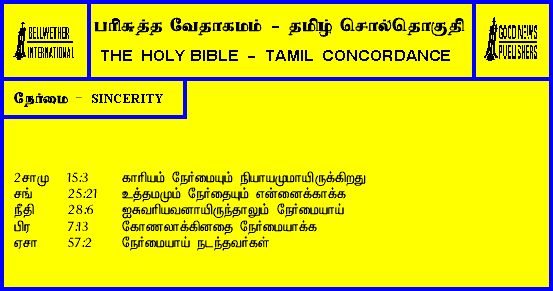 BELLWETHER
INTERNATIONAL
பரிசுத்த வேதாகமம் - தமிழ் சொல்தொகுதி
THE HOLY BIBLE - TAMIL CONCORDANCE
GOOD NEWS
PUBLISHERS
நேர்மை - SINCERITY
2சாமு 15:3 காரியம் நேர்மையும் நியாயமுமாயிருக்கிறது
சங் 25:21 உத்தமமும் நேர்தையும் என்னைக்காக்க
நீதி 28:6 ஐசுவரியவனாயிருந்தாலும் நேர்மையாய்
பிர 7:13 கோணலாக்கினதை நேர்மையாக்க
ஏசா 57:2 நேர்மையாய் நடந்தவர்கள்